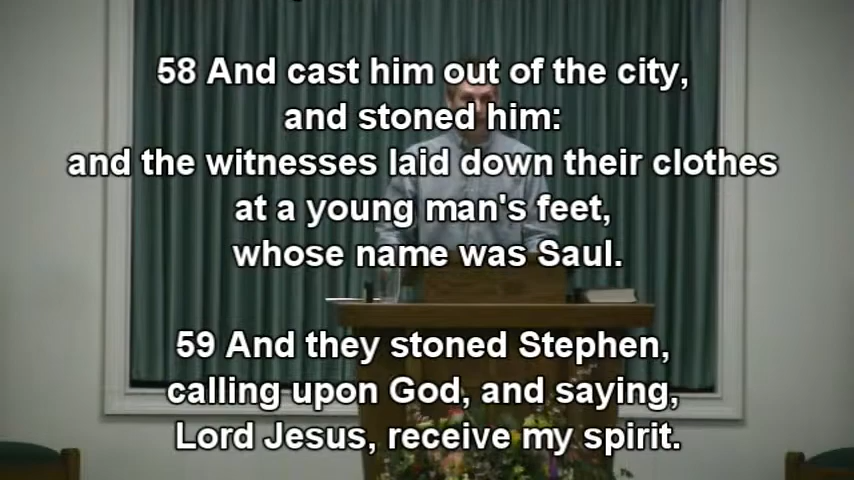 58 And cast him out of the city,
and stoned him:
and the witnesses laid down their clothes
at a young man's feet,
whose name was Saul.
59 And they stoned Stephen,
calling upon God, and saying,
Lord Jesus, receive my spirit.